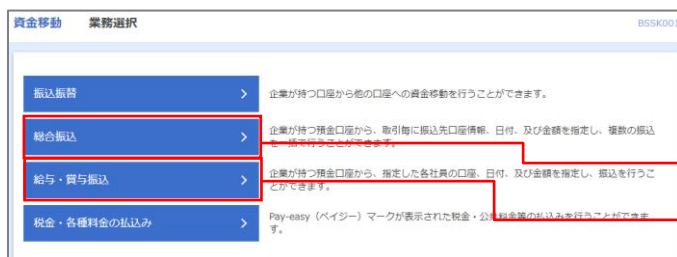 資金移動 業務選択 BSSK001
振込振替 企業が持つ口座から他の口座への資金移動を行うことができます。
総合振込 企業が持つ預金口座から、取引毎に振込先口座情報、日付、及び金額を指定し、複数の振込
を一括で行うことができます。
給与・賞与振込 企業が持つ預金口座から、指定した各社員の口座、日付、及び金額を指定し、振込を行うこ
とができます。
税金・各種料金の払込み Pay-easy（ペイジー）マークが表示された税金・公共料金等の払込みを行うことができま
す。